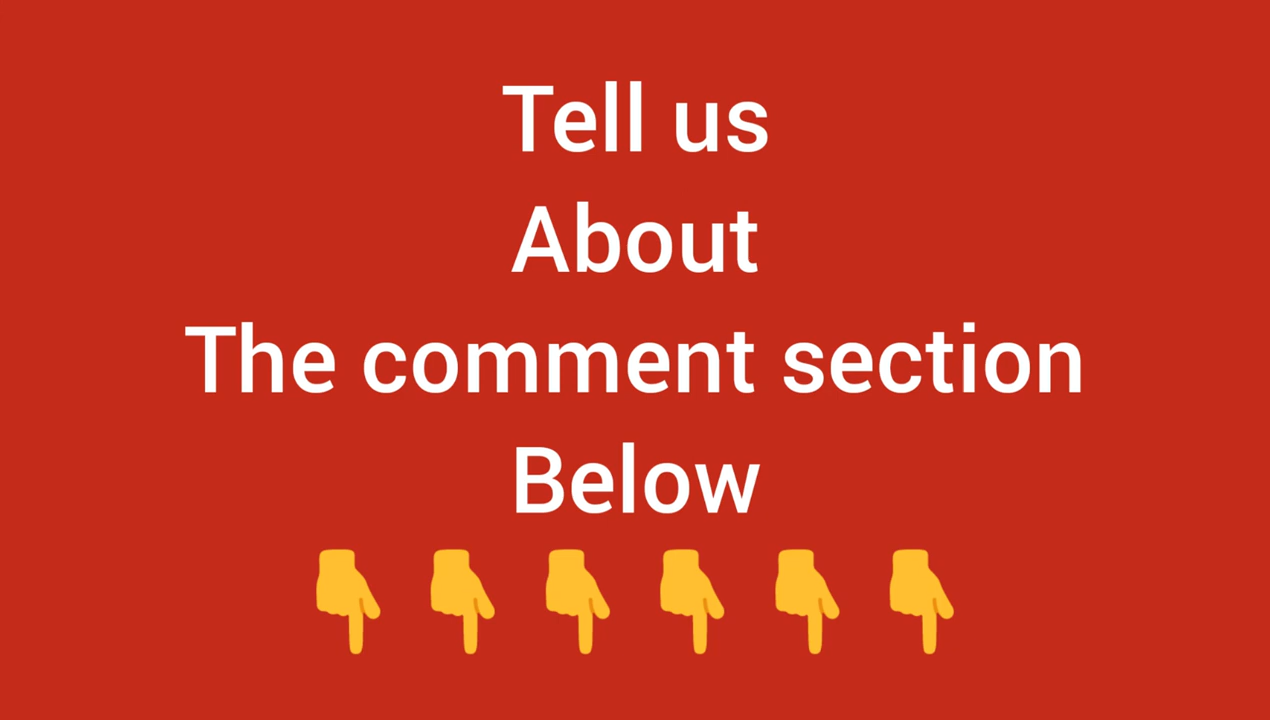 Tell us
About
The comment section
Below
👇 👇 👇 👇 👇 👇